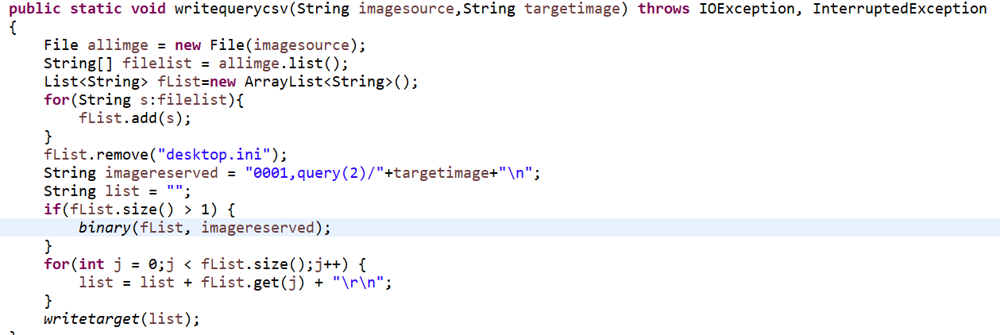 public static void writequerycsv(String imagesource,String targetimage) throws IOException, InterruptedException
{
File allimge = new File(imagesource);
String[] filelist = allimge.list();
List<String> fList=new ArrayList<String>();
for(String s:filelist){
fList.add(s);
}
fList.remove("desktop.ini");
String imagereserved = "0001,query(2)/"+targetimage+"\n";
String list = "";
if(fList.size() > 1) {
binary(fList, imagereserved);
}
for(int j = 0;j < fList.size();j++) {
list = list + fList.get(j) + "\r\n";
}
writetarget(list);